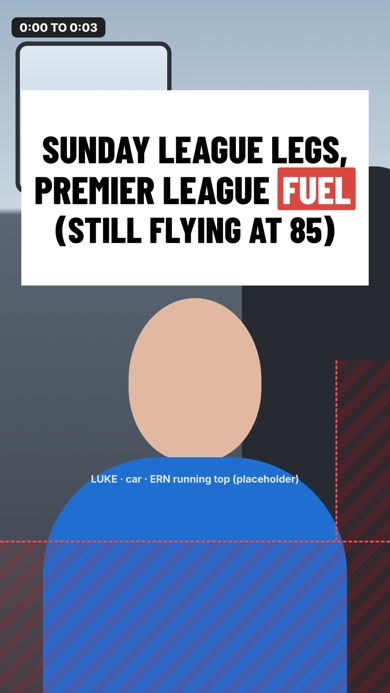 0:00 TO 0:03
SUNDAY LEAGUE LEGS,
PREMIER LEAGUE FUEL
(STILL FLYING AT 85)
LUKE · car · ERN running top (placeholder)